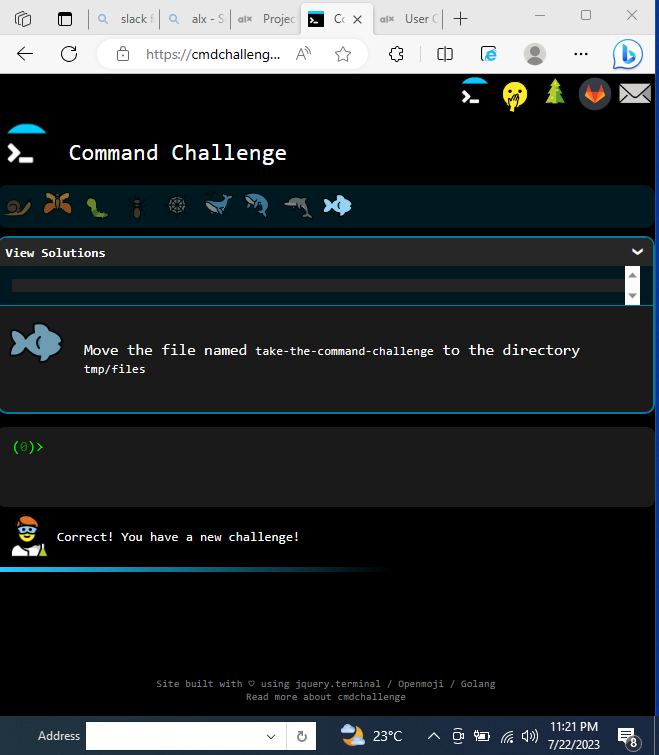 slack f
alx - S
Projec
Co
User C
https://cmdchalleng...
Command Challenge
View Solutions
Move the file named take-the-command-challenge to the directory
tmp/files
(0)>
Correct! You have a new challenge!
Site built with ♡ using jquery.terminal / Openmoji / Golang
Read more about cmdchallenge
Address
23°C
11:21 PM
7/22/2023
8